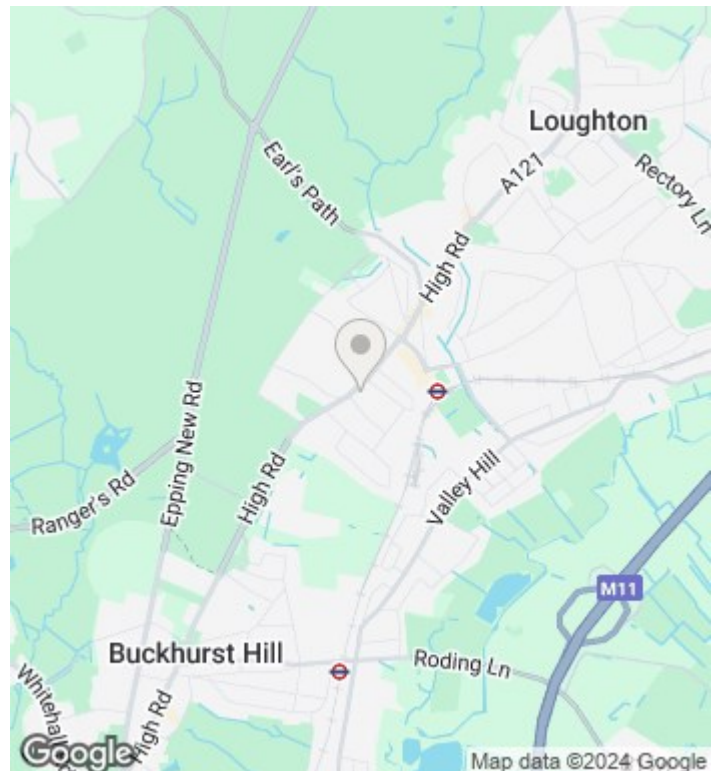 Loughton
A121
Rectory Ln
Earl's Path
High Rd
Epping New Rd
High Rd
Ranger's Rd
Valley Hill
M11
Buckhurst Hill
Roding Ln
High Rd
Google
Map data ©2024 Google